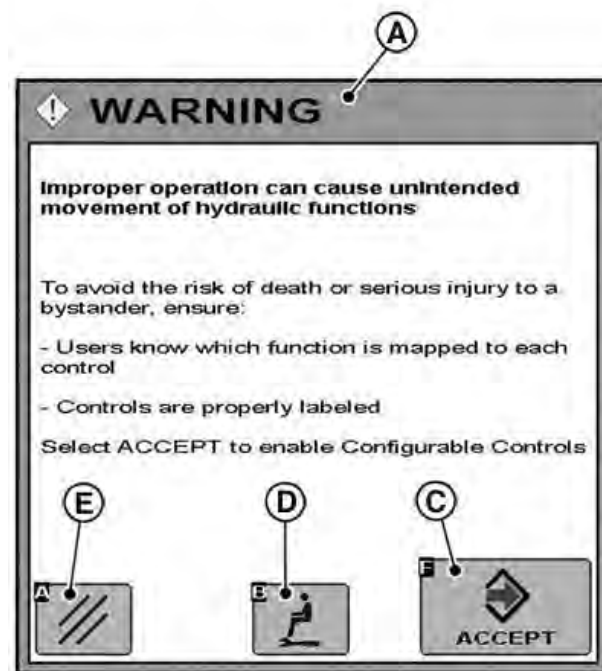 A
WARNING
Improper operation can cause unintended
movement of hydraulic functions
To avoid the risk of death or serious injury to a
bystander, ensure:
- Users know which function is mapped to each
control
- Controls are properly labeled
Select ACCEPT to enable Configurable Controls
E D C
A B F
ACCEPT